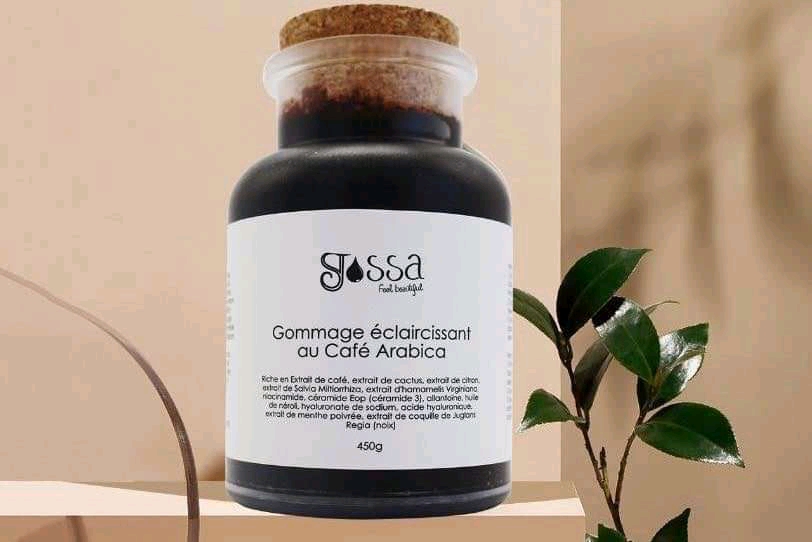 gossa
Feel beautiful
Gommage éclaircissant
au Café Arabica
Riche en Extrait de café, extrait de cactus, extrait de citron,
extrait de Salvia Miltiorrhiza, extrait d'hamamelis Virginiana,
niacinamide, céramide Eop (céramide 3), allantoïne, huile
de néroli, hyaluronate de sodium, acide hyaluronique,
extrait de menthe poivrée, extrait de coquille de Juglans
Regia (noix)
450g